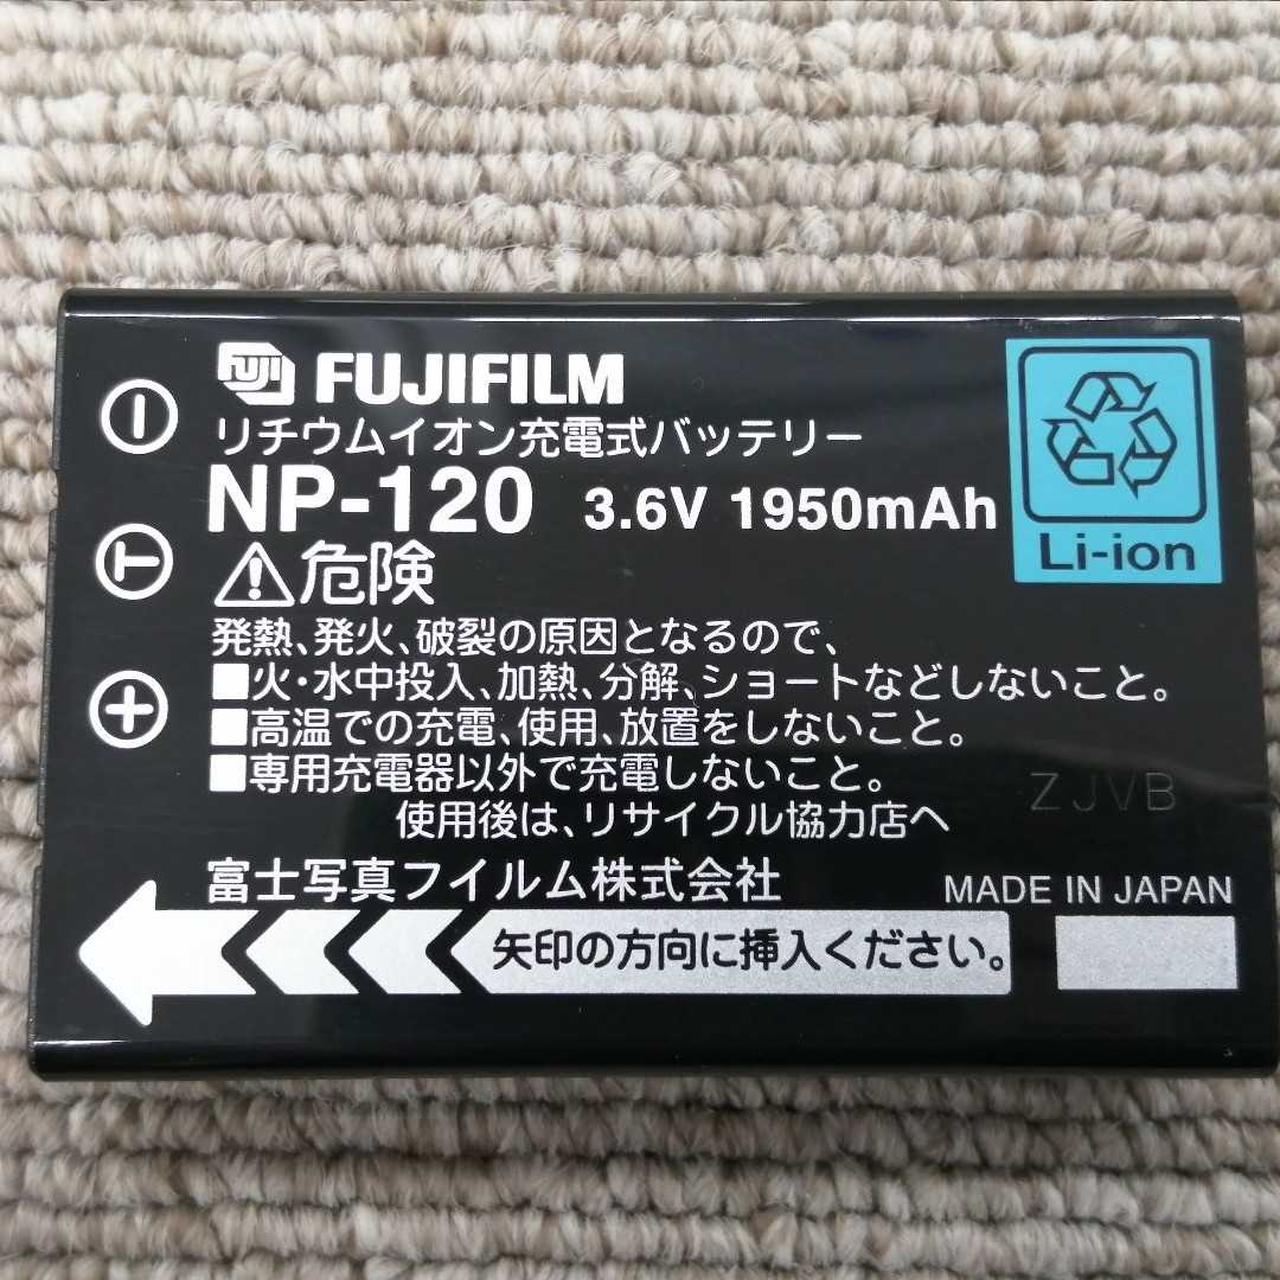 FUJI FUJIFILM
リチウムイオン充電式バッテリー
NP-120 3.6V 1950mAh
Li-ion
⚠危険
発熱、発火、破裂の原因となるので、
■火・水中投入、加熱、分解、ショートなどしないこと。
■高温での充電、使用、放置をしないこと。
■専用充電器以外で充電しないこと。
使用後は、リサイクル協力店へ
ZJVB
富士写真フイルム株式会社
MADE IN JAPAN
矢印の方向に挿入ください。